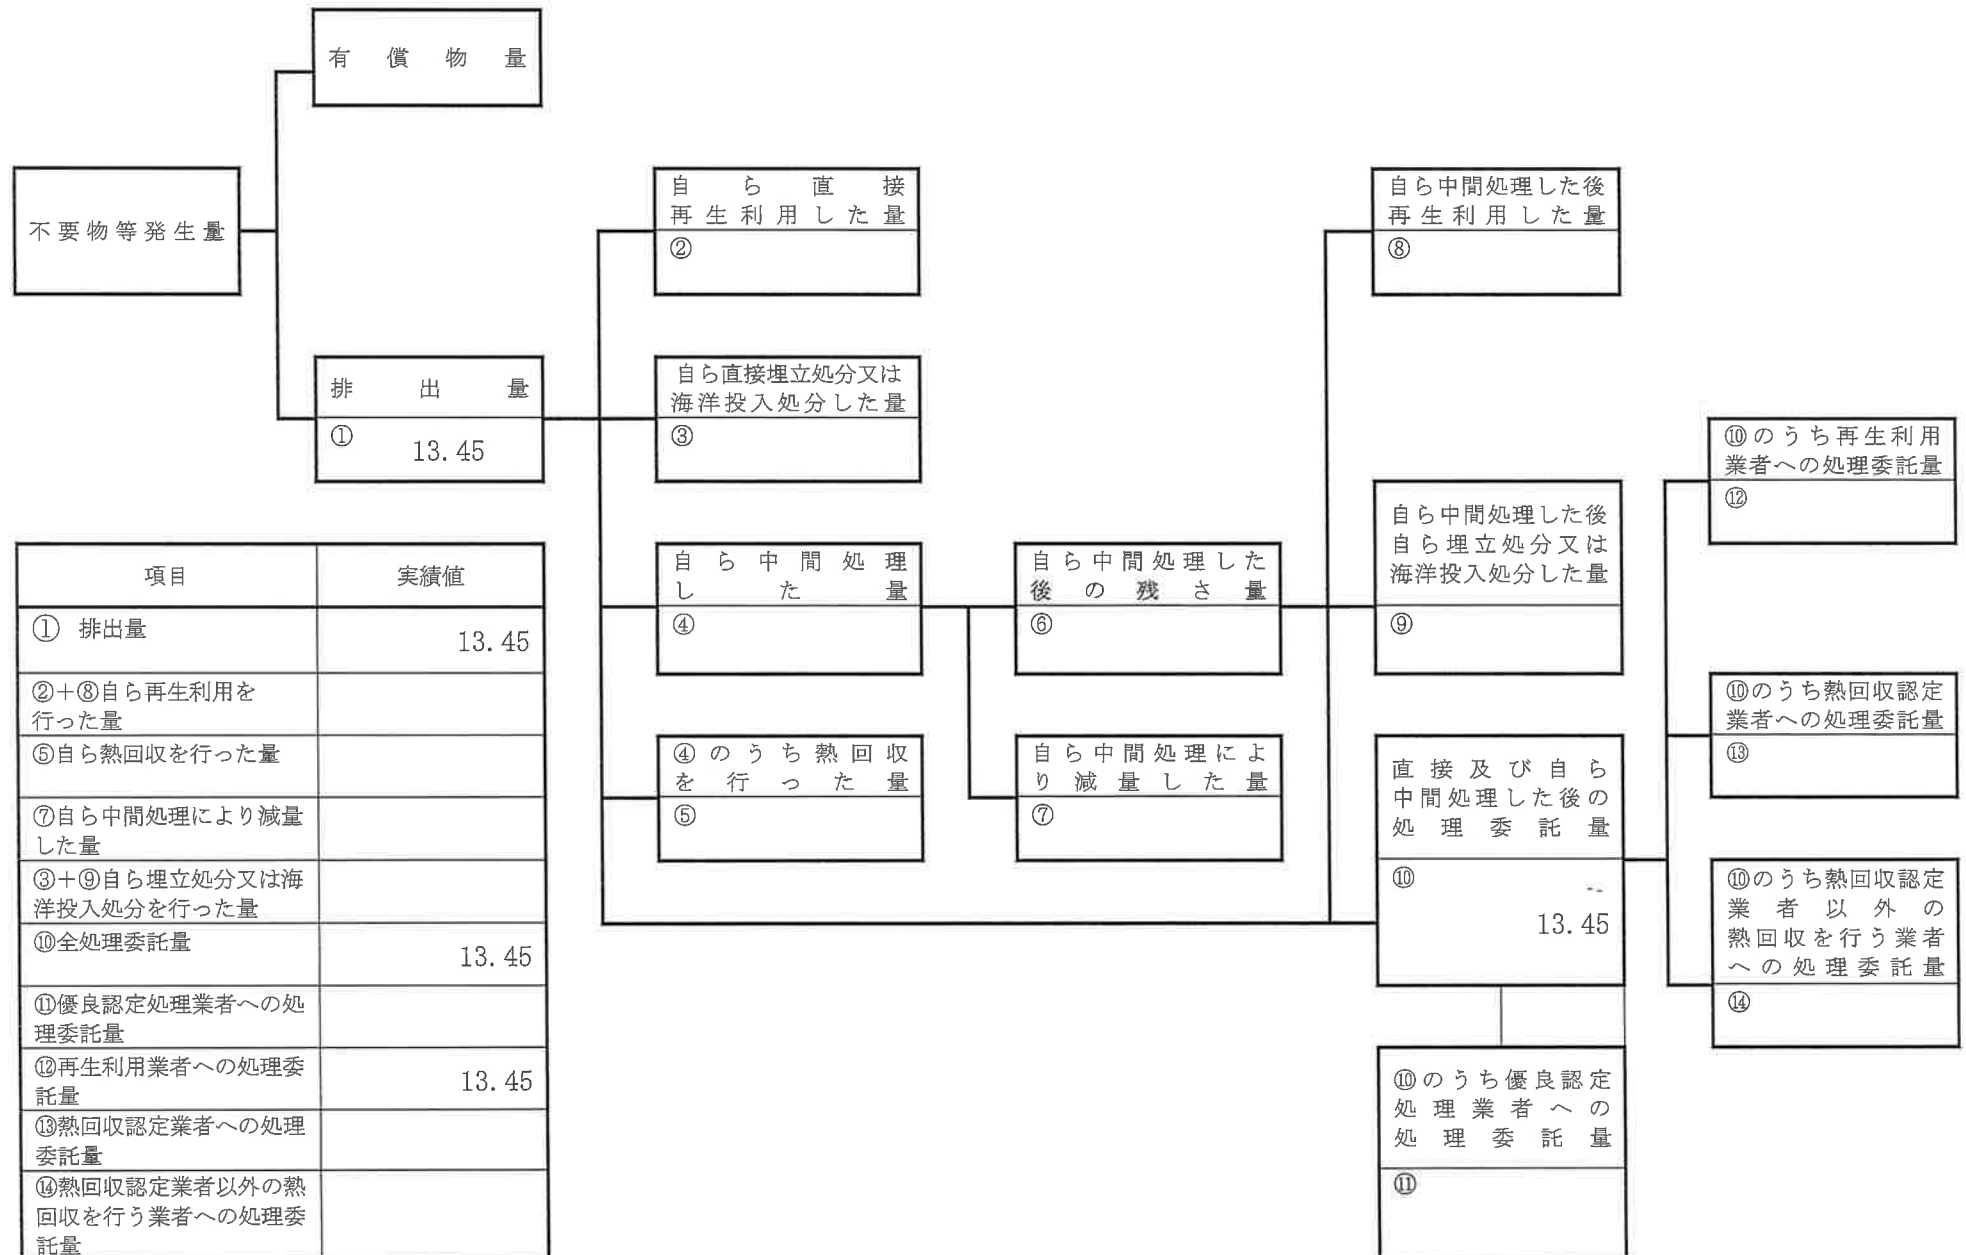 有償物量
不要物等発生量
排出量
① 13.45
自ら直接
再生利用した量
②
自ら直接埋立処分又は
海洋投入処分した量
③
自ら中間処理
した量
④
④のうち熱回収
を行った量
⑤
自ら中間処理した
後の残さ量
⑥
自ら中間処理によ
り減量した量
⑦
自ら中間処理した後
再生利用した量
⑧
自ら中間処理した後
自ら埋立処分又は
海洋投入処分した量
⑨
直接及び自ら
中間処理した後の
処理委託量
⑩
13.45
⑩のうち優良認定
処理業者への
処理委託量
⑪
⑩のうち再生利用
業者への処理委託量
⑫
⑩のうち熱回収認定
業者への処理委託量
⑬
⑩のうち熱回収認定
業者以外の
熱回収を行う業者
への処理委託量
⑭
項目 実績値
① 排出量 13.45
②+⑧自ら再生利用を
行った量
⑤自ら熱回収を行った量
⑦自ら中間処理により減量
した量
③+⑨自ら埋立処分又は海
洋投入処分を行った量
⑩全処理委託量 13.45
⑪優良認定処理業者への処
理委託量
⑫再生利用業者への処理委
託量 13.45
⑬熱回収認定業者への処理
委託量
⑭熱回収認定業者以外の熱
回収を行う業者への処理委
託量